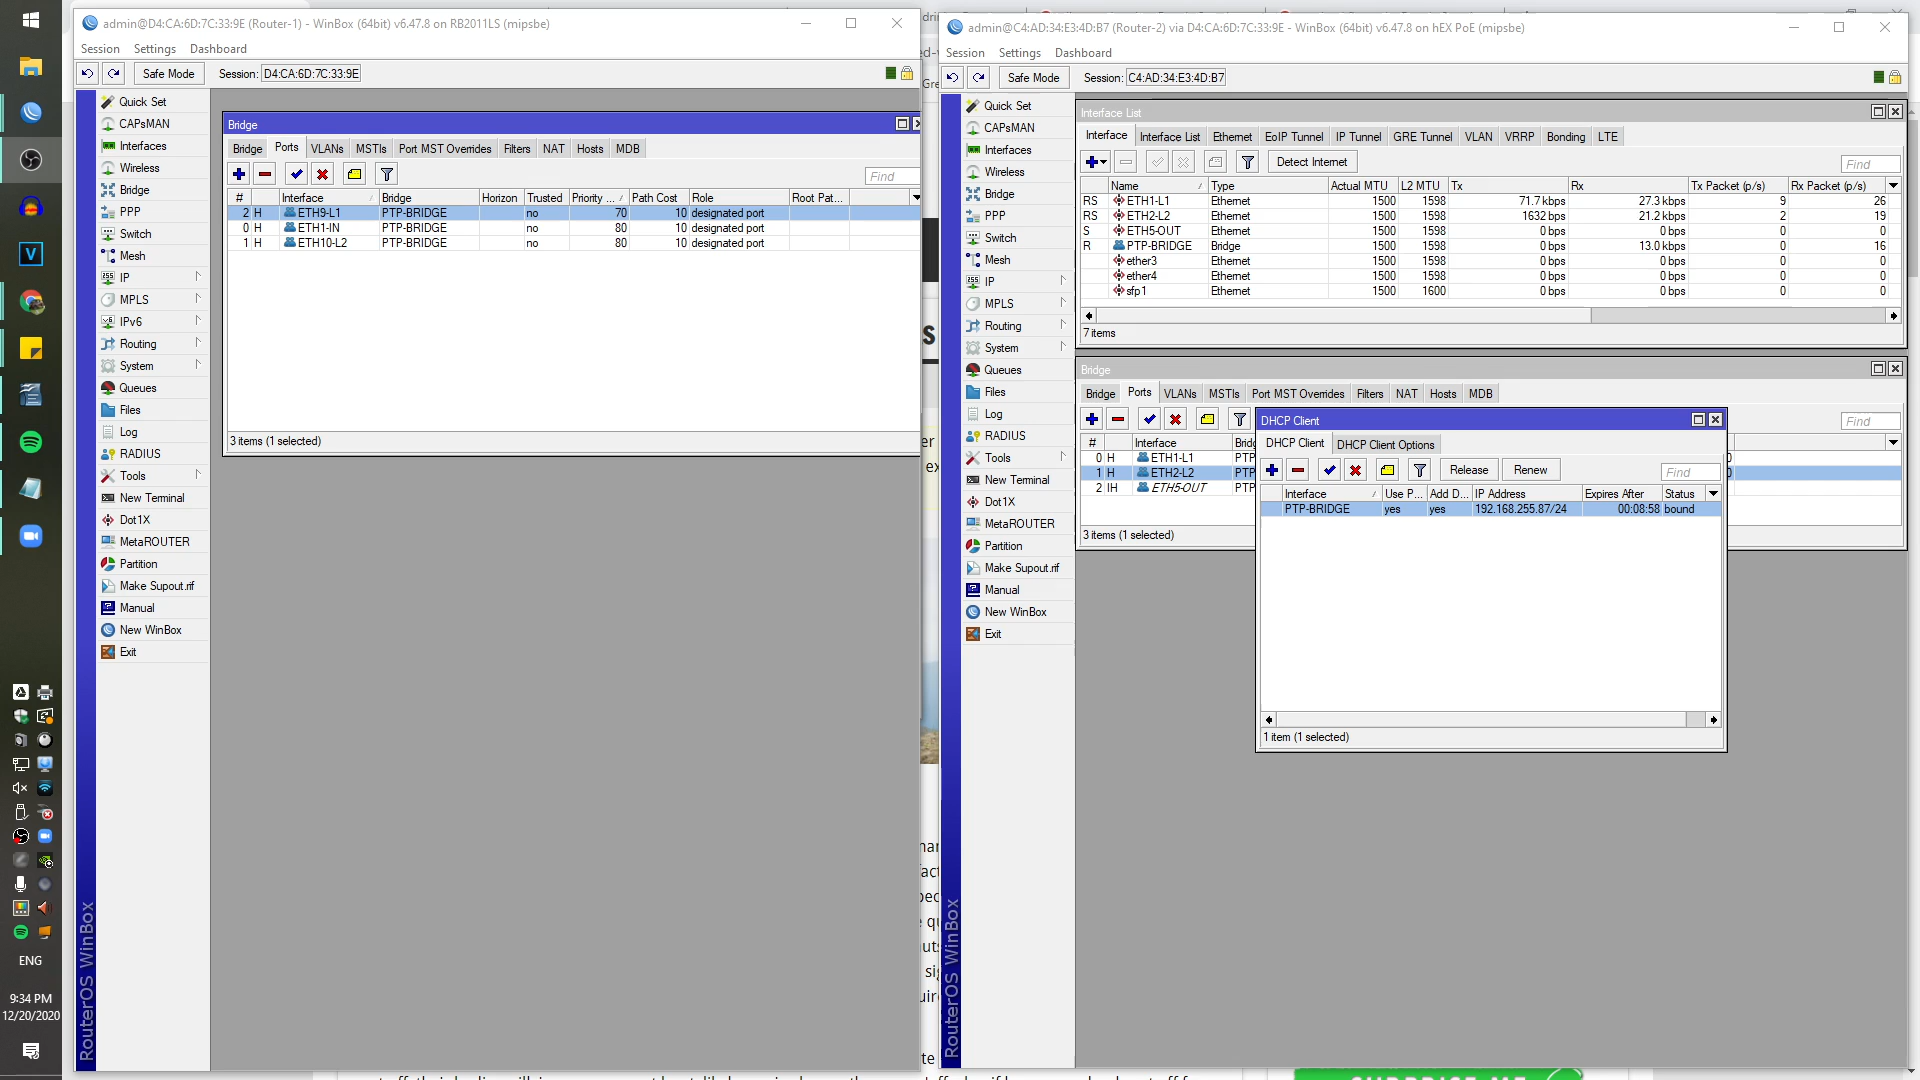 admin@D4:CA:6D:7C:33:9E (Router-1) - WinBox (64bit) v6.47.8 on RB2011LS (mipsbe)
Session Settings Dashboard
Safe Mode Session: D4:CA:6D:7C:33:9E
Quick Set
CAPsMAN
Interfaces
Wireless
Bridge
PPP
Switch
Mesh
IP
MPLS
IPv6
Routing
System
Queues
Files
Log
RADIUS
Tools
New Terminal
Dot1X
MetaROUTER
Partition
Make Supout.rif
Manual
New WinBox
Exit
RouterOS WinBox
Bridge
Bridge Ports VLANs MSTIs Port MST Overrides Filters NAT Hosts MDB
Find
# Interface Bridge Horizon Trusted Priority ... Path Cost Role Root Pat...
2 H ETH9-L1 PTP-BRIDGE no 70 10 designated port
0 H ETH1-IN PTP-BRIDGE no 80 10 designated port
1 H ETH10-L2 PTP-BRIDGE no 80 10 designated port
3 items (1 selected)
admin@C4:AD:34:E3:4D:B7 (Router-2) via D4:CA:6D:7C:33:9E - WinBox (64bit) v6.47.8 on hEX PoE (mipsbe)
Session Settings Dashboard
Safe Mode Session: C4:AD:34:E3:4D:B7
Quick Set
CAPsMAN
Interfaces
Wireless
Bridge
PPP
Switch
Mesh
IP
MPLS
Routing
System
Queues
Files
Log
RADIUS
Tools
New Terminal
Dot1X
MetaROUTER
Partition
Make Supout.rif
Manual
New WinBox
Exit
RouterOS WinBox
Interface List
Interface Interface List Ethernet EoIP Tunnel IP Tunnel GRE Tunnel VLAN VRRP Bonding LTE
Detect Internet Find
Name Type Actual MTU L2 MTU Tx Rx Tx Packet (p/s) Rx Packet (p/s)
RS ETH1-L1 Ethernet 1500 1598 71.7 kbps 27.3 kbps 9 26
RS ETH2-L2 Ethernet 1500 1598 1632 bps 21.2 kbps 2 19
S ETH5-OUT Ethernet 1500 1598 0 bps 0 bps 0 0
R PTP-BRIDGE Bridge 1500 1598 0 bps 13.0 kbps 0 16
ether3 Ethernet 1500 1598 0 bps 0 bps 0 0
ether4 Ethernet 1500 1598 0 bps 0 bps 0 0
sfp1 Ethernet 1500 1600 0 bps 0 bps 0 0
7 items
Bridge
Bridge Ports VLANs MSTIs Port MST Overrides Filters NAT Hosts MDB
Find
# Interface Bridg
0 H ETH1-L1 PTP
1 H ETH2-L2 PTP
2 IH ETH5-OUT PTP
3 items (1 selected)
DHCP Client
DHCP Client DHCP Client Options
Release Renew Find
Interface Use P... Add D... IP Address Expires After Status
PTP-BRIDGE yes yes 192.168.255.87/24 00:08:58 bound
1 item (1 selected)
ENG
9:34 PM
12/20/2020